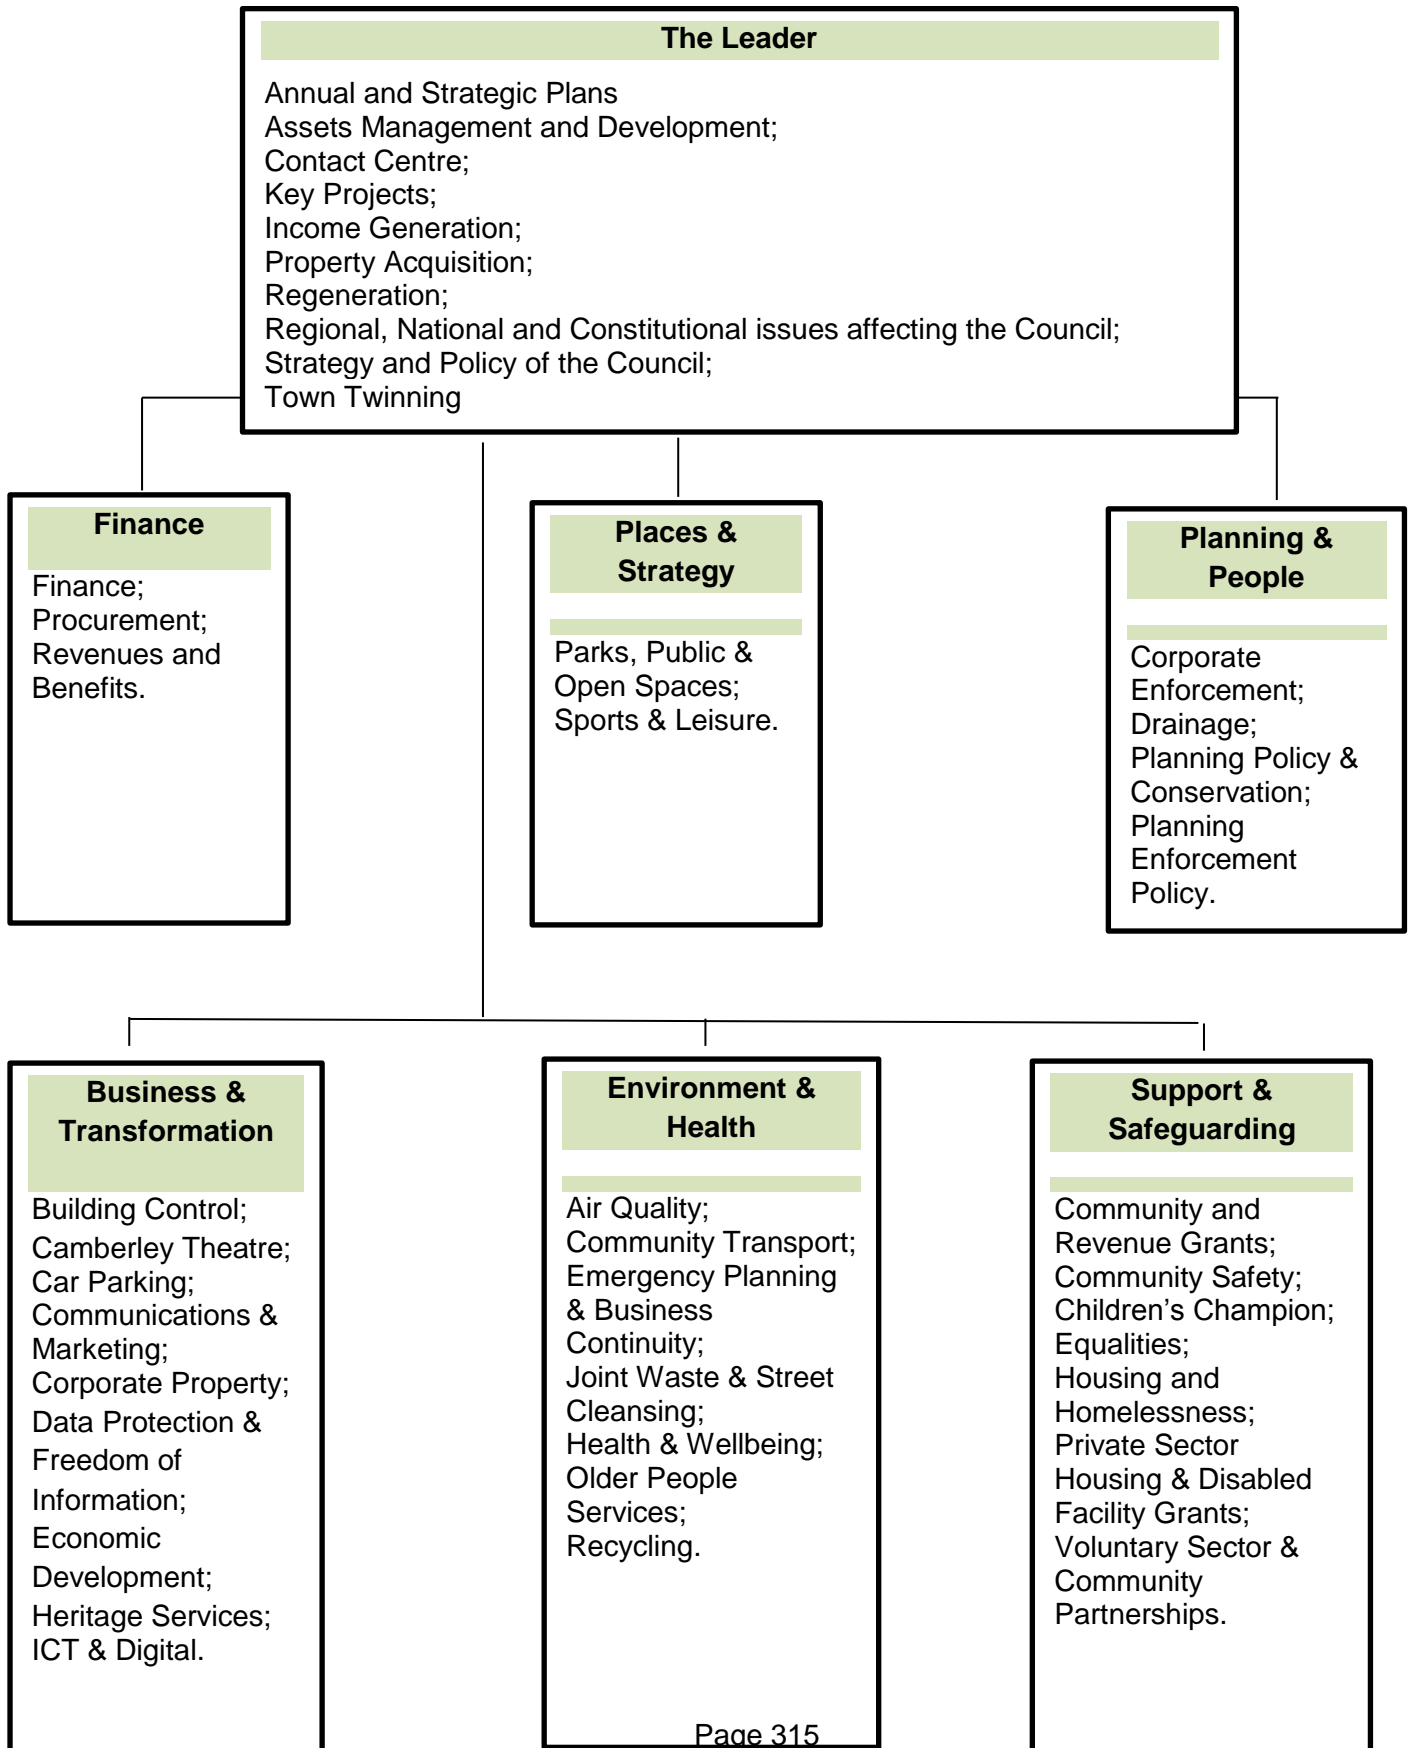 The Leader
Annual and Strategic Plans
Assets Management and Development;
Contact Centre;
Key Projects;
Income Generation;
Property Acquisition;
Regeneration;
Regional, National and Constitutional issues affecting the Council;
Strategy and Policy of the Council;
Town Twinning
Finance
Finance;
Procurement;
Revenues and
Benefits.
Places &
Strategy
Parks, Public &
Open Spaces;
Sports & Leisure.
Planning &
People
Corporate
Enforcement;
Drainage;
Planning Policy &
Conservation;
Planning
Enforcement
Policy.
Business &
Transformation
Building Control;
Camberley Theatre;
Car Parking;
Communications &
Marketing;
Corporate Property;
Data Protection &
Freedom of
Information;
Economic
Development;
Heritage Services;
ICT & Digital.
Environment &
Health
Air Quality;
Community Transport;
Emergency Planning
& Business
Continuity;
Joint Waste & Street
Cleansing;
Health & Wellbeing;
Older People
Services;
Recycling.
Support &
Safeguarding
Community and
Revenue Grants;
Community Safety;
Children’s Champion;
Equalities;
Housing and
Homelessness;
Private Sector
Housing & Disabled
Facility Grants;
Voluntary Sector &
Community
Partnerships.
Page 315